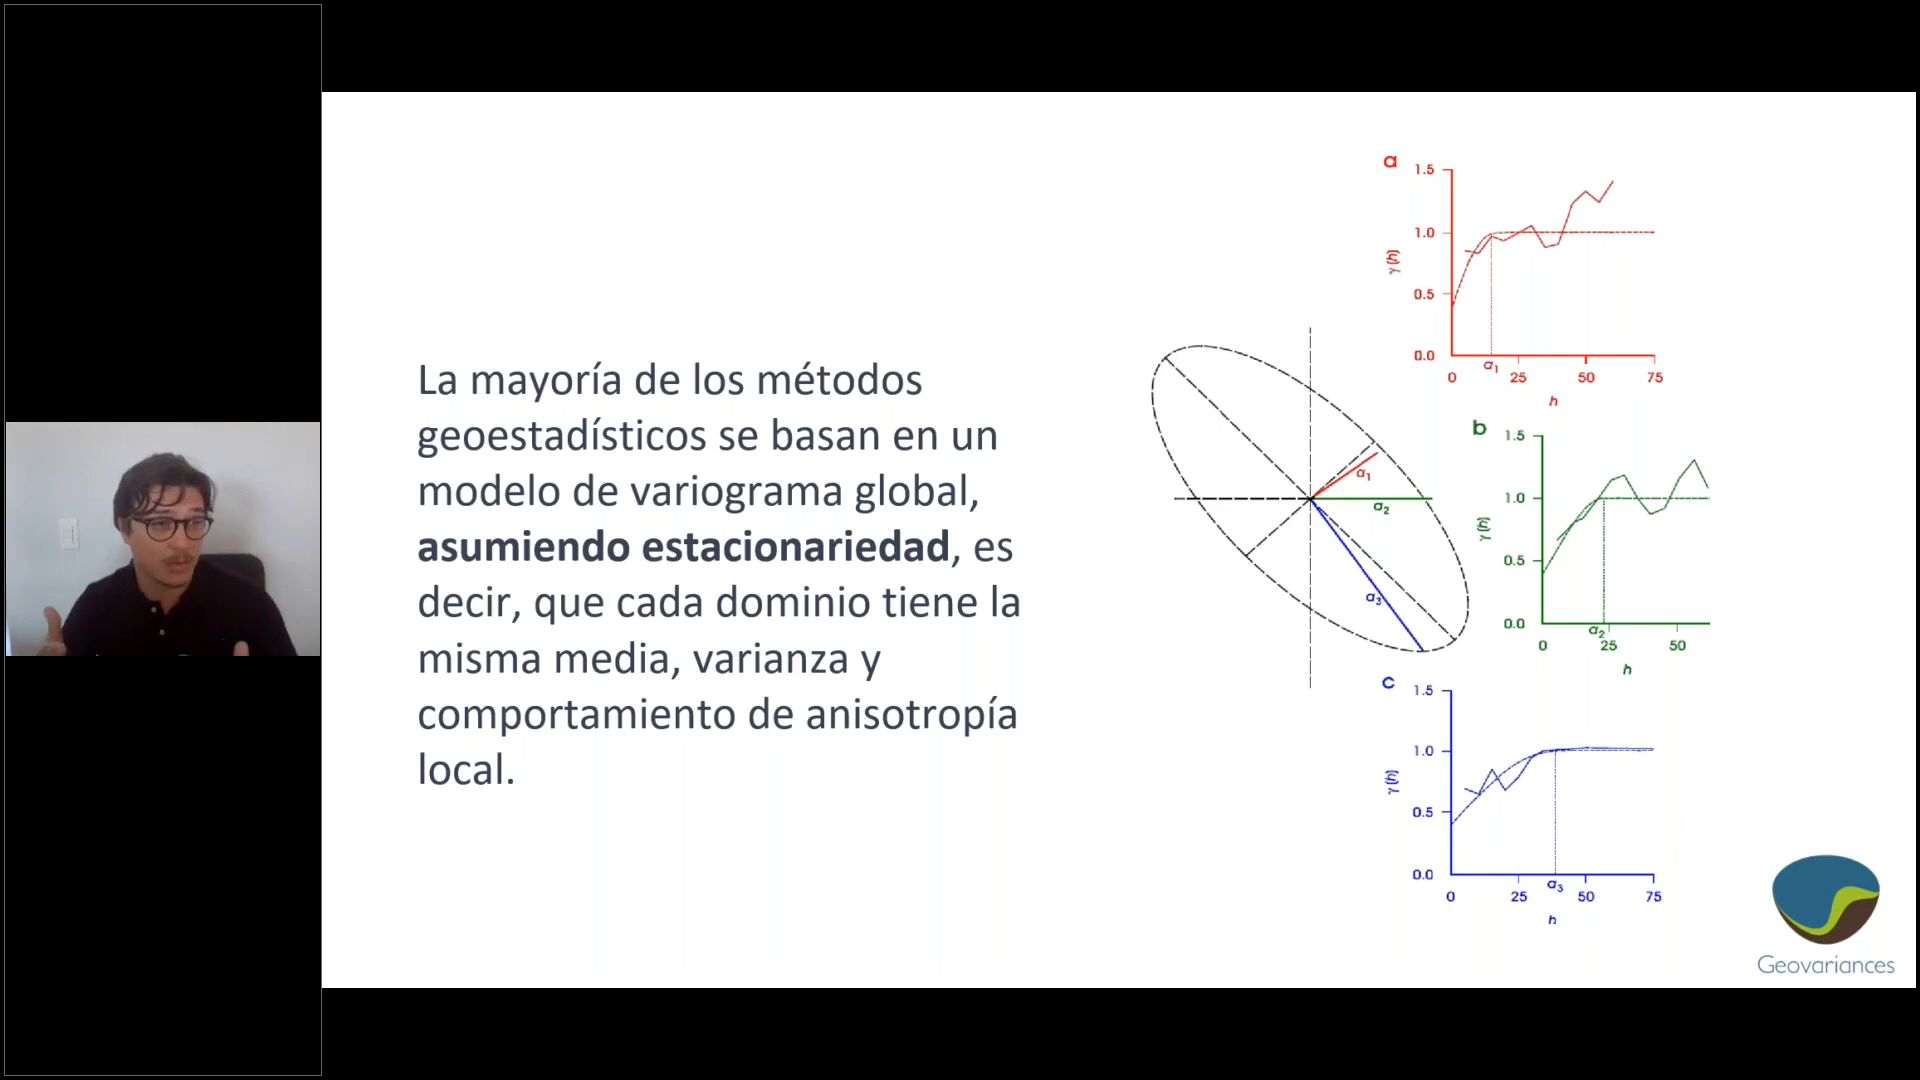 La mayoría de los métodos
geoestadísticos se basan en un
modelo de variograma global,
asumiendo estacionariedad, es
decir, que cada dominio tiene la
misma media, varianza y
comportamiento de anisotropía
local.
a₁
a₂
a₃
a
1.5
1.0
0.5
0.0
γ (h)
0 a₁ 25 50 75
h
b
1.5
1.0
0.5
0.0
γ (h)
0 a₂ 25 50
h
c
1.5
1.0
0.5
0.0
γ (h)
0 25 a₃ 50 75
h
Geovariances